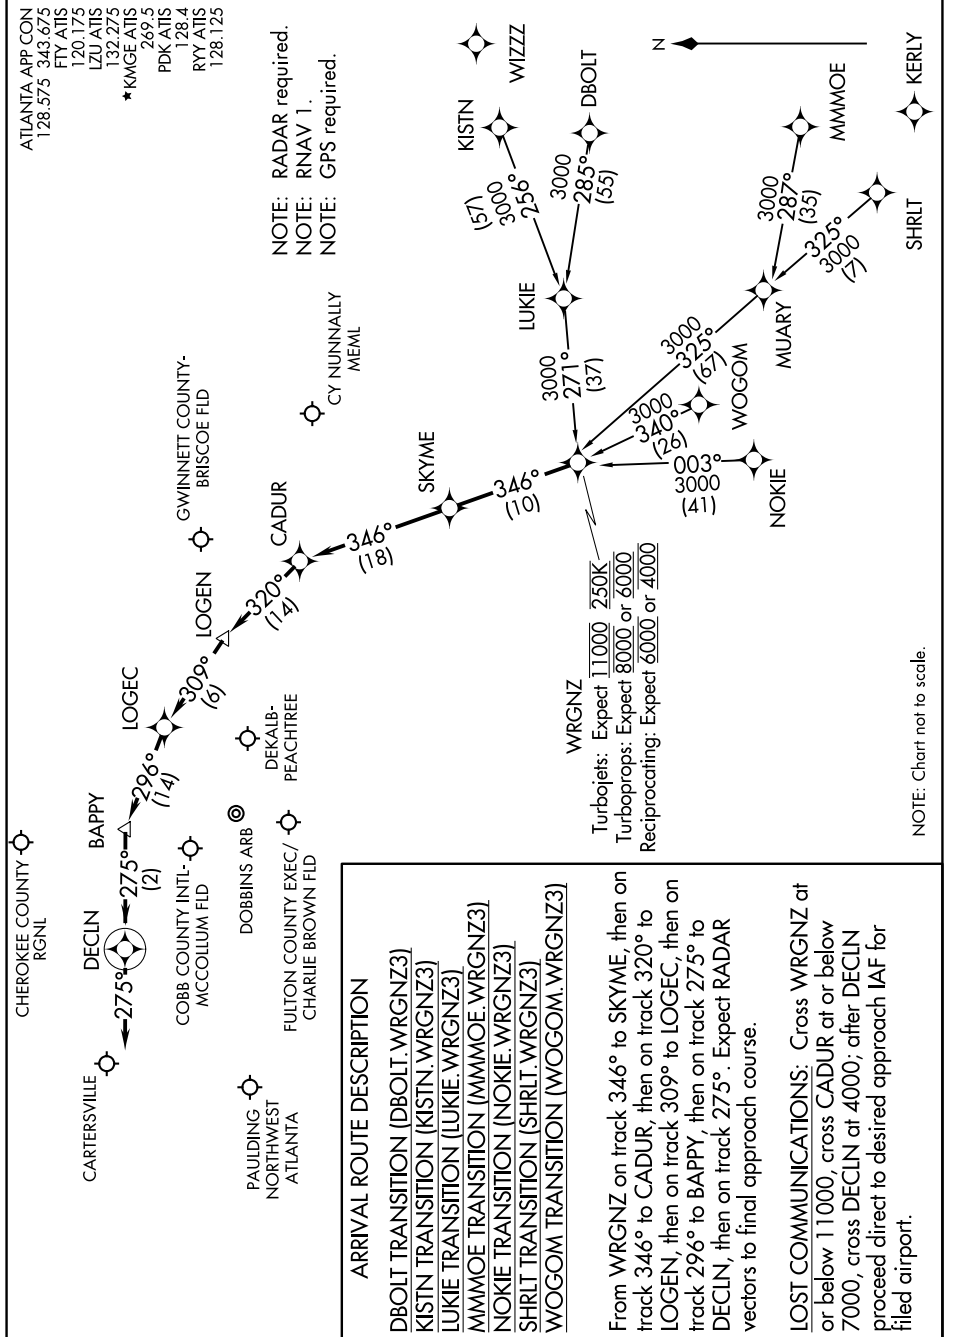 ATLANTA APP CON
128.575 343.675
FTY ATIS
120.175
LZU ATIS
132.275
★KMGE ATIS
269.5
PDK ATIS
128.4
RYY ATIS
128.125
NOTE: RADAR required.
NOTE: RNAV 1.
NOTE: GPS required.
CHEROKEE COUNTY
RGNL
CARTERSVILLE
275°
DECLN
275°
(2)
BAPPY
296°
(14)
LOGEC
309°
(6)
LOGEN
320°
(14)
CADUR
346°
(18)
SKYME
346°
(10)
GWINNETT COUNTY-
BRISCOE FLD
CY NUNNALLY
MEML
COBB COUNTY INTL-
MCCOLLUM FLD
DOBBINS ARB
DEKALB-
PEACHTREE
FULTON COUNTY EXEC/
CHARLIE BROWN FLD
PAULDING
NORTHWEST
ATLANTA
WIZZZ
KISTN
(57)
3000
256°
DBOLT
3000
285°
(55)
LUKIE
3000
271°
(37)
N
MMMOE
3000
287°
(35)
KERLY
SHRLT
325°
3000
(7)
MUARY
3000
325°
(67)
WOGOM
3000
340°
(26)
NOKIE
003°
3000
(41)
WRGNZ
Turbojets: Expect 11000 250K
Turboprops: Expect 8000 or 6000
Reciprocating: Expect 6000 or 4000
NOTE: Chart not to scale.
ARRIVAL ROUTE DESCRIPTION
DBOLT TRANSITION (DBOLT.WRGNZ3)
KISTN TRANSITION (KISTN.WRGNZ3)
LUKIE TRANSITION (LUKIE.WRGNZ3)
MMMOE TRANSITION (MMMOE.WRGNZ3)
NOKIE TRANSITION (NOKIE.WRGNZ3)
SHRLT TRANSITION (SHRLT.WRGNZ3)
WOGOM TRANSITION (WOGOM.WRGNZ3)
From WRGNZ on track 346° to SKYME, then on
track 346° to CADUR, then on track 320° to
LOGEN, then on track 309° to LOGEC, then on
track 296° to BAPPY, then on track 275° to
DECLN, then on track 275°. Expect RADAR
vectors to final approach course.
LOST COMMUNICATIONS: Cross WRGNZ at
or below 11000, cross CADUR at or below
7000, cross DECLN at 4000; after DECLN
proceed direct to desired approach IAF for
filed airport.